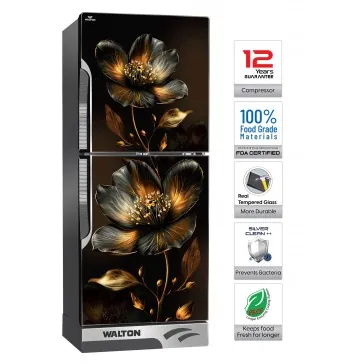 12
Years
GUARANTEE
Compressor
100%
Food Grade
Materials
FDA CERTIFIED
Real
Tempered Glass
More Durable
SILVER
CLEAN ++
Prevents Bacteria
Keeps food
Fresh for longer
WALTON